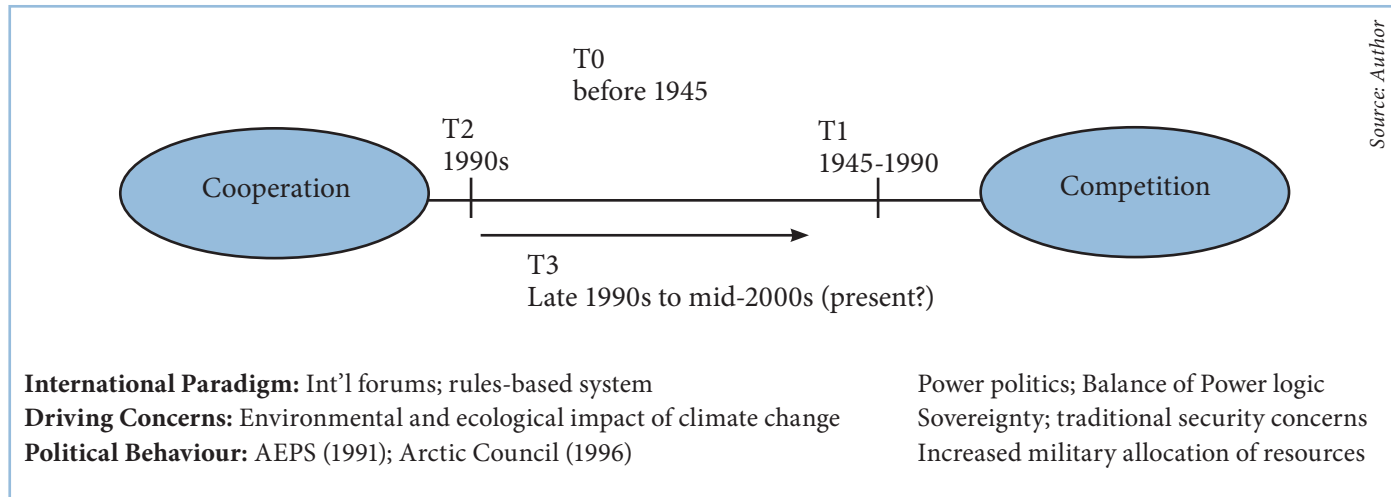 T0
before 1945
Source: Author
T2
1990s
T1
1945-1990
Cooperation
Competition
T3
Late 1990s to mid-2000s (present?)
International Paradigm: Int’l forums; rules-based system
Power politics; Balance of Power logic
Driving Concerns: Environmental and ecological impact of climate change
Sovereignty; traditional security concerns
Political Behaviour: AEPS (1991); Arctic Council (1996)
Increased military allocation of resources